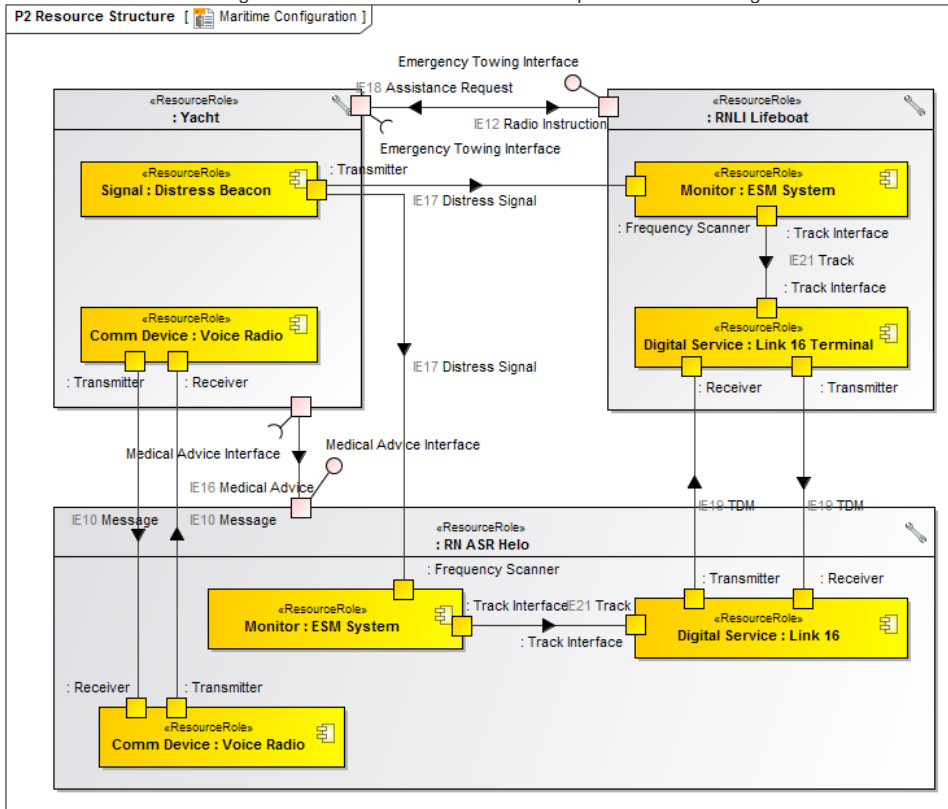 P2 Resource Structure [ Maritime Configuration ]
Emergency Towing Interface
IE18 Assistance Request
«ResourceRole»
: Yacht
«ResourceRole»
: RNLI Lifeboat
IE12 Radio Instruction
Emergency Towing Interface
: Transmitter
«ResourceRole»
Signal : Distress Beacon
«ResourceRole»
Monitor : ESM System
IE17 Distress Signal
: Frequency Scanner
: Track Interface
IE21 Track
: Track Interface
«ResourceRole»
Comm Device : Voice Radio
«ResourceRole»
Digital Service : Link 16 Terminal
IE17 Distress Signal
: Transmitter
: Receiver
: Receiver
: Transmitter
Medical Advice Interface
Medical Advice Interface
IE16 Medical Advice
IE19 TDM
IE19 TDM
IE10 Message
IE10 Message
«ResourceRole»
: RN ASR Helo
: Frequency Scanner
: Transmitter
: Receiver
«ResourceRole»
Monitor : ESM System
: Track Interface
IE21 Track
: Track Interface
«ResourceRole»
Digital Service : Link 16
: Receiver
: Transmitter
«ResourceRole»
Comm Device : Voice Radio